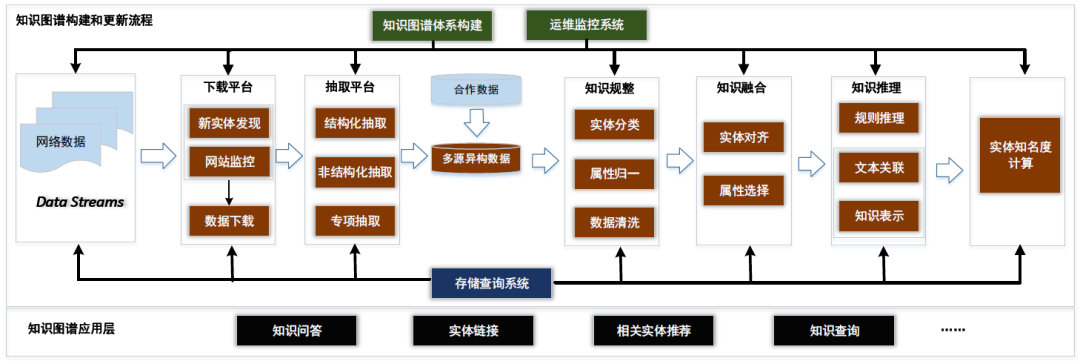 知识图谱构建和更新流程
知识图谱体系构建
运维监控系统
网络数据
Data Streams
下载平台
新实体发现
网站监控
数据下载
抽取平台
结构化抽取
非结构化抽取
专项抽取
合作数据
多源异构数据
知识规整
实体分类
属性归一
数据清洗
知识融合
实体对齐
属性选择
知识推理
规则推理
文本关联
知识表示
实体知名度
计算
存储查询系统
知识图谱应用层
知识问答
实体链接
相关实体推荐
知识查询
……